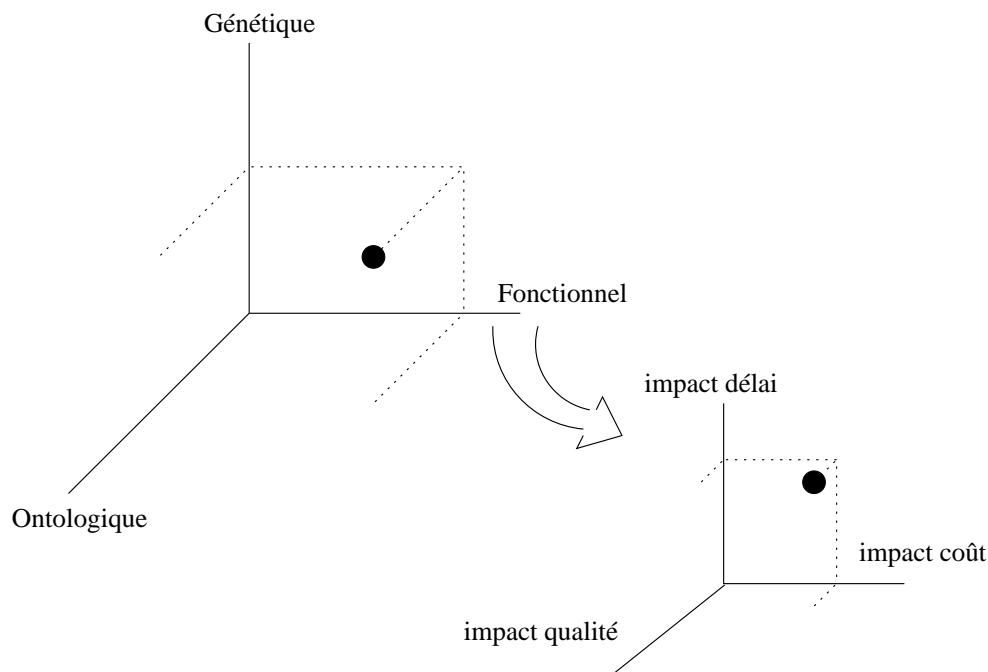 Génétique
Fonctionnel
impact délai
Ontologique
impact coût
impact qualité